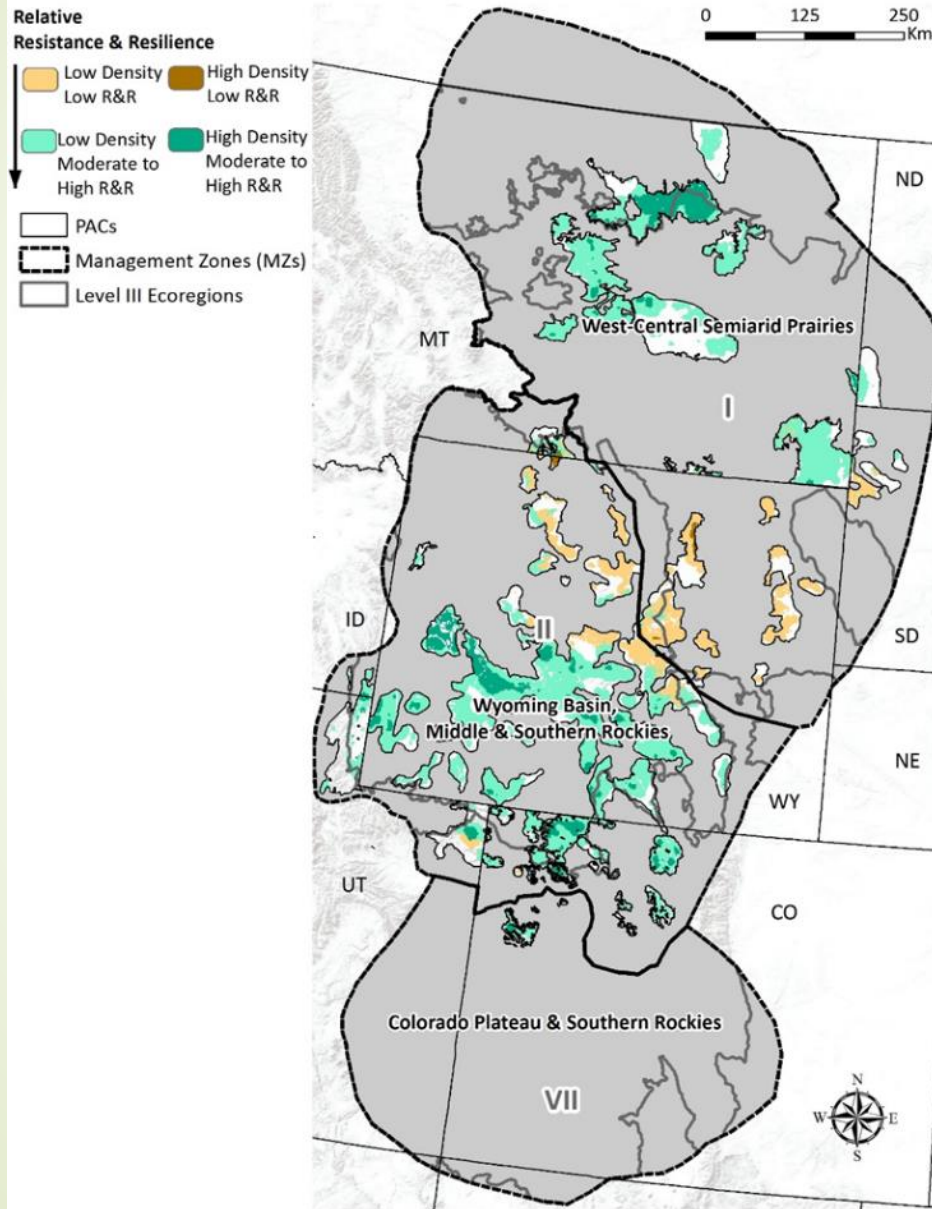 Relative
Resistance & Resilience
Low Density
Low R&R
High Density
Low R&R
Low Density
Moderate to
High R&R
High Density
Moderate to
High R&R
PACs
Management Zones (MZs)
Level III Ecoregions
0 125 250
Km
ND
MT
West-Central Semiarid Prairies
I
ID
II
SD
Wyoming Basin,
Middle & Southern Rockies
NE
WY
UT
CO
Colorado Plateau & Southern Rockies
VII
N
W E
S